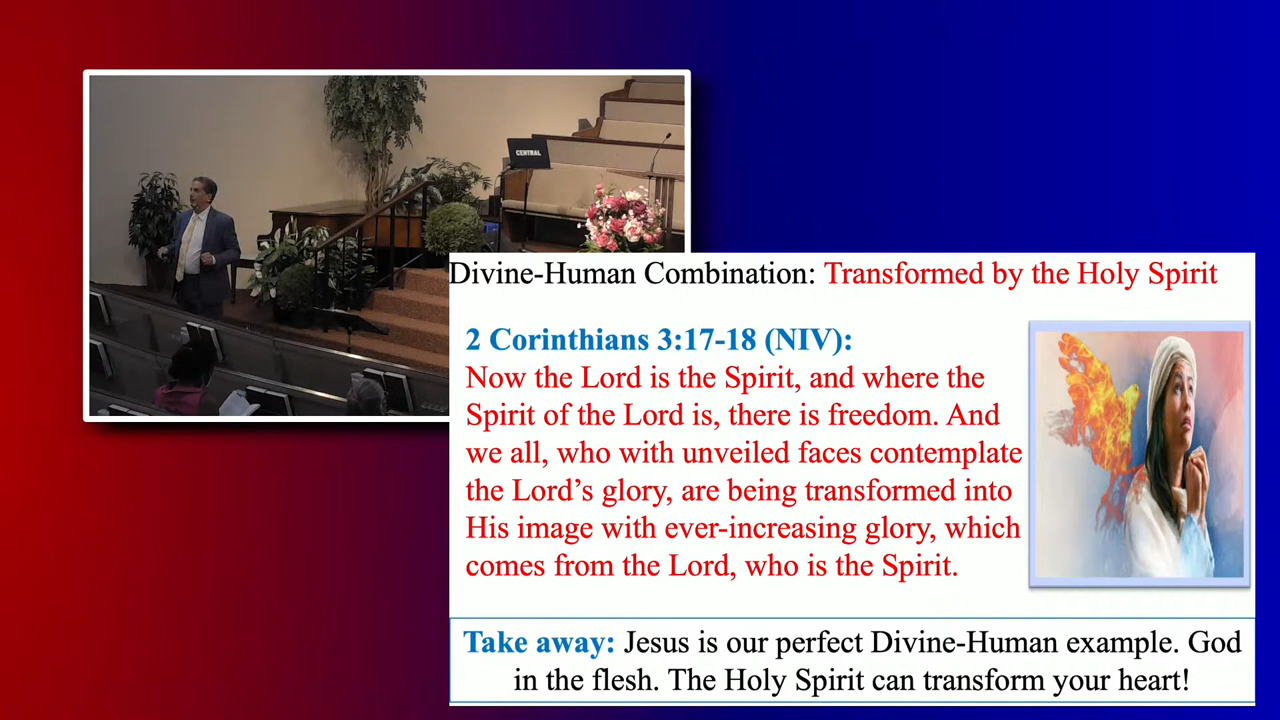 CENTRAL
Divine-Human Combination: Transformed by the Holy Spirit
2 Corinthians 3:17-18 (NIV):
Now the Lord is the Spirit, and where the
Spirit of the Lord is, there is freedom. And
we all, who with unveiled faces contemplate
the Lord’s glory, are being transformed into
His image with ever-increasing glory, which
comes from the Lord, who is the Spirit.
Take away: Jesus is our perfect Divine-Human example. God
in the flesh. The Holy Spirit can transform your heart!